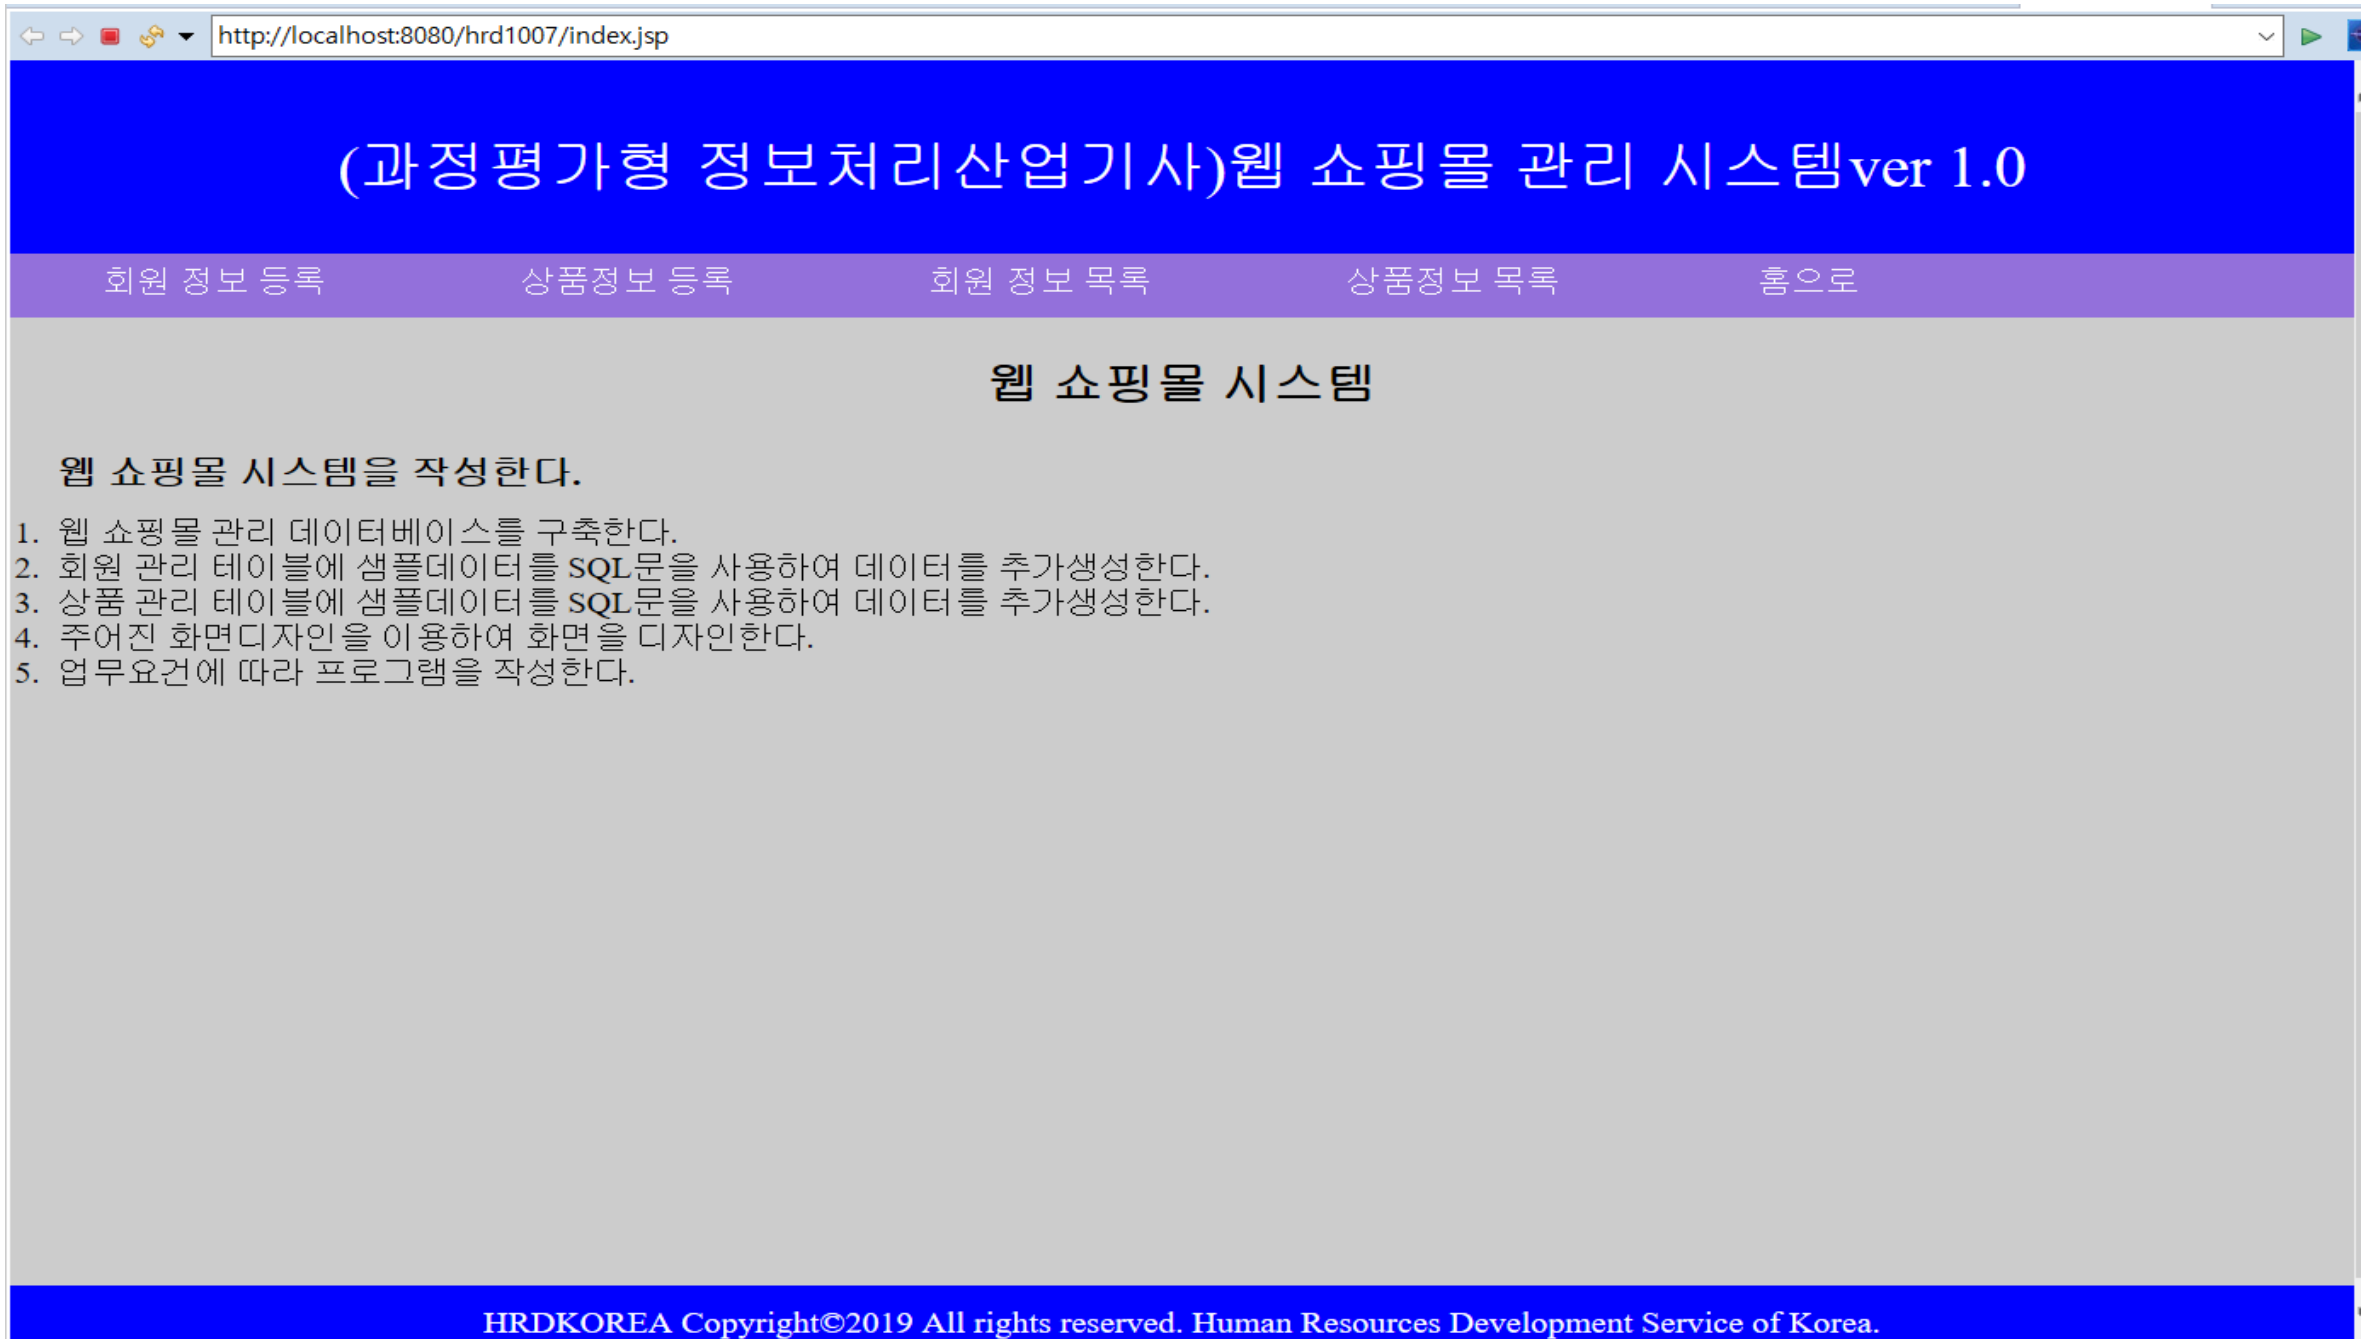 http://localhost:8080/hrd1007/index.jsp
(과정평가형 정보처리산업기사)웹 쇼핑몰 관리 시스템ver 1.0
회원 정보 등록 상품정보 등록 회원 정보 목록 상품정보 목록 홈으로
웹 쇼핑몰 시스템
웹 쇼핑몰 시스템을 작성한다.
1. 웹 쇼핑몰 관리 데이터베이스를 구축한다.
2. 회원 관리 테이블에 샘플데이터를 SQL문을 사용하여 데이터를 추가생성한다.
3. 상품 관리 테이블에 샘플데이터를 SQL문을 사용하여 데이터를 추가생성한다.
4. 주어진 화면디자인을 이용하여 화면을 디자인한다.
5. 업무요건에 따라 프로그램을 작성한다.
HRDKOREA Copyright©2019 All rights reserved. Human Resources Development Service of Korea.